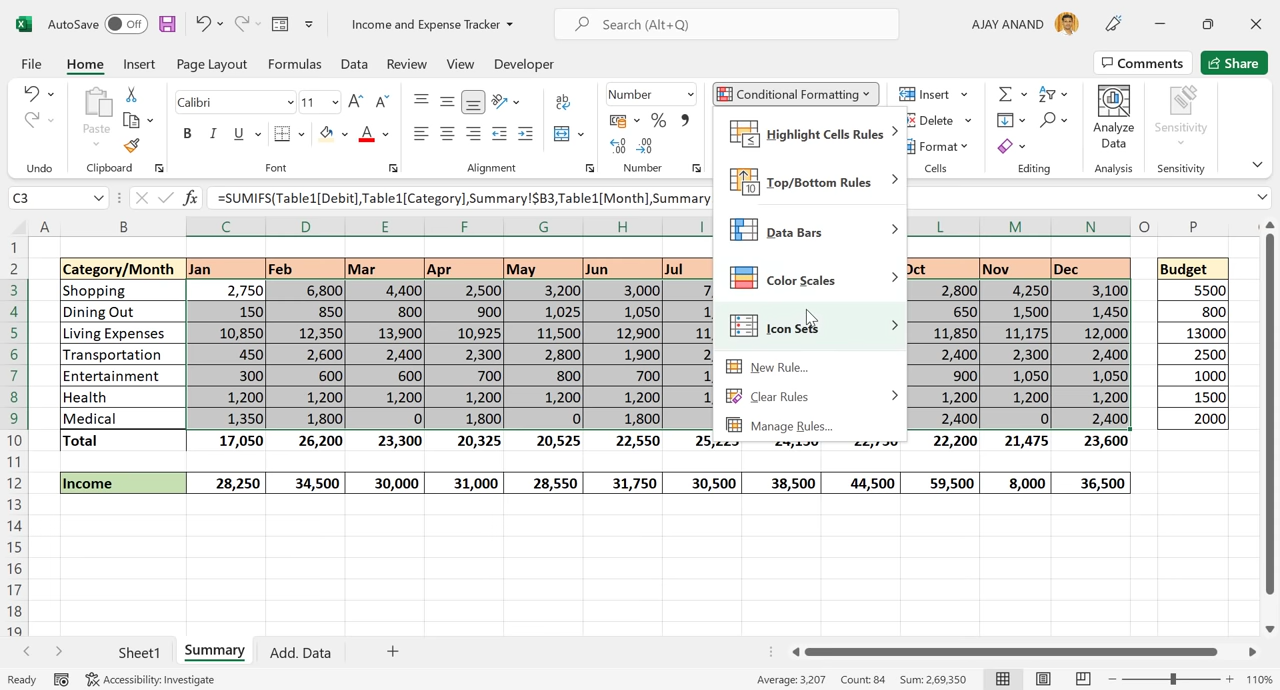 AutoSave Off Income and Expense Tracker Search (Alt+Q) AJAY ANAND
File Home Insert Page Layout Formulas Data Review View Developer Comments Share
Calibri 11 Number Conditional Formatting Insert
Paste Delete Analyze Data Sensitivity
Format
Undo Clipboard Font Alignment Number Cells Editing Analysis Sensitivity
Highlight Cells Rules
Top/Bottom Rules
Data Bars
Color Scales
Icon Sets
New Rule...
Clear Rules
Manage Rules...
C3 =SUMIFS(Table1[Debit],Table1[Category],Summary!$B3,Table1[Month],Summary
A B C D E F G H I L M N O P
1
2 Category/Month Jan Feb Mar Apr May Jun Jul Oct Nov Dec Budget
3 Shopping 2,750 6,800 4,400 2,500 3,200 3,000 7, 2,800 4,250 3,100 5500
4 Dining Out 150 850 800 900 1,025 1,050 1, 650 1,500 1,450 800
5 Living Expenses 10,850 12,350 13,900 10,925 11,500 12,900 11, 11,850 11,175 12,000 13000
6 Transportation 450 2,600 2,400 2,300 2,800 1,900 2, 2,400 2,300 2,400 2500
7 Entertainment 300 600 600 700 800 700 1, 900 1,050 1,050 1000
8 Health 1,200 1,200 1,200 1,200 1,200 1,200 1, 1,200 1,200 1,200 1500
9 Medical 1,350 1,800 0 1,800 0 1,800 2,400 0 2,400 2000
10 Total 17,050 26,200 23,300 20,325 20,525 22,550 25,225 24,150 22,750 22,200 21,475 23,600
11
12 Income 28,250 34,500 30,000 31,000 28,550 31,750 30,500 38,500 44,500 59,500 8,000 36,500
13
14
15
16
17
18
19
Sheet1 Summary Add. Data
Ready Accessibility: Investigate Average: 3,207 Count: 84 Sum: 2,69,350 110%